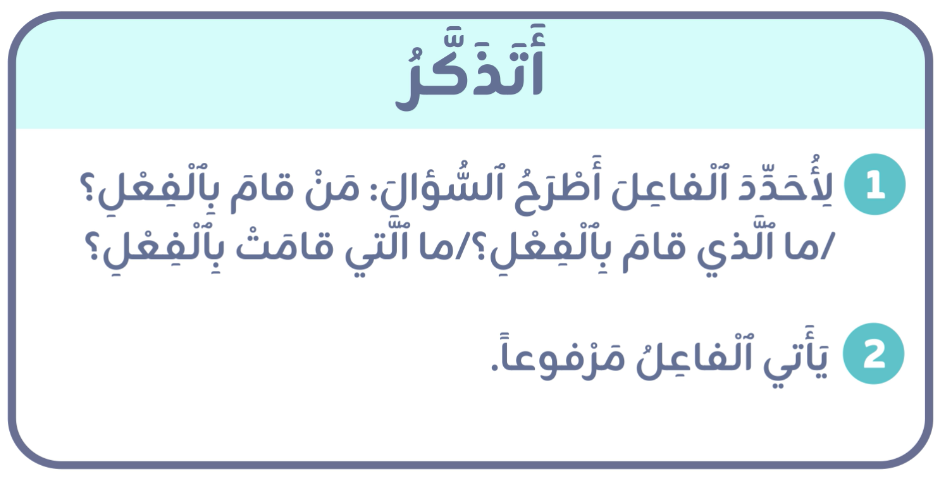 أَتَذَكَّرُ
1 لِأُحَدِّدَ ٱلْفاعِلَ أَطْرَحُ ٱلسُّؤالَ: مَنْ قامَ بِٱلْفِعْلِ؟
/ما ٱلَّذي قامَ بِٱلْفِعْلِ؟/ما ٱلَّتي قامَتْ بِٱلْفِعْلِ؟
2 يَأَتي ٱلْفاعِلُ مَرْفوعاً.